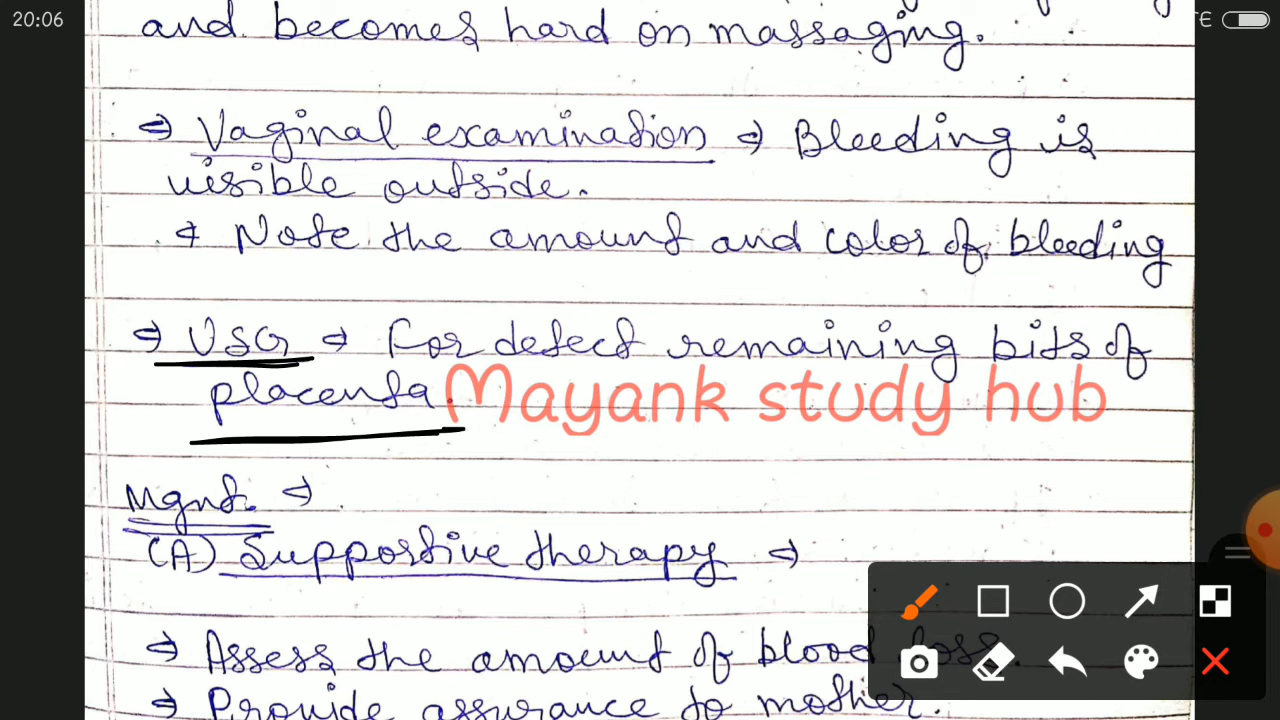 20:06
and becomes hard on massaging.
⇒ Vaginal examination ⇒ Bleeding is
visible outside.
Note the amount and color of bleeding
⇒ USG ⇒ For detect remaining bits of
placenta.
Mayank study hub
Mgnt. ⇒
(A) Supportive therapy ⇒
⇒ Assess the amount of blood loss.
⇒ Provide assurance to mother.